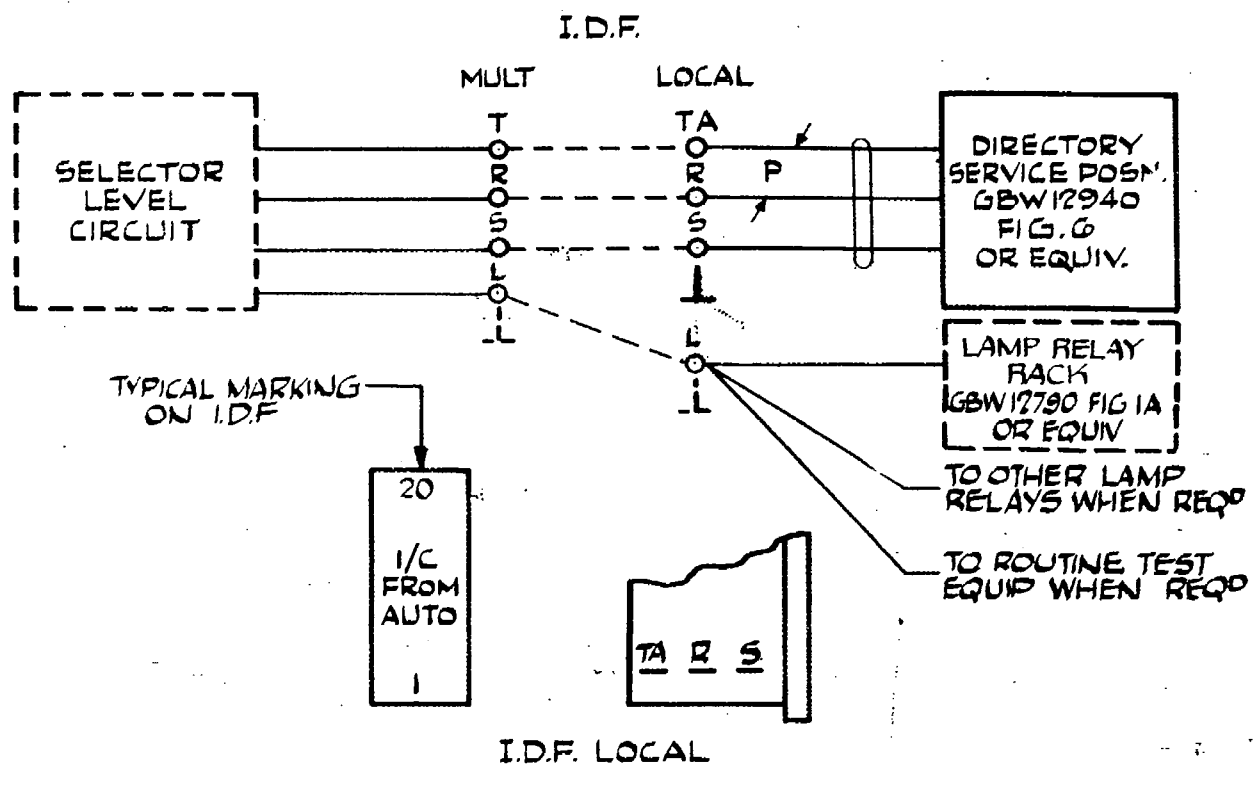 I.D.F.
MULT
LOCAL
T
TA
R
R
P
S
S
L
L
SELECTOR
LEVEL
CIRCUIT
DIRECTORY
SERVICE POSN.
GBW12940
FIG. 6
OR EQUIV.
LAMP RELAY
RACK
GBW12790 FIG 1A
OR EQUIV
TYPICAL MARKING
ON I.D.F
20
I/C
FROM
AUTO
1
TO OTHER LAMP
RELAYS WHEN REQD
TO ROUTINE TEST
EQUIP WHEN REQD
TA R S
I.D.F. LOCAL